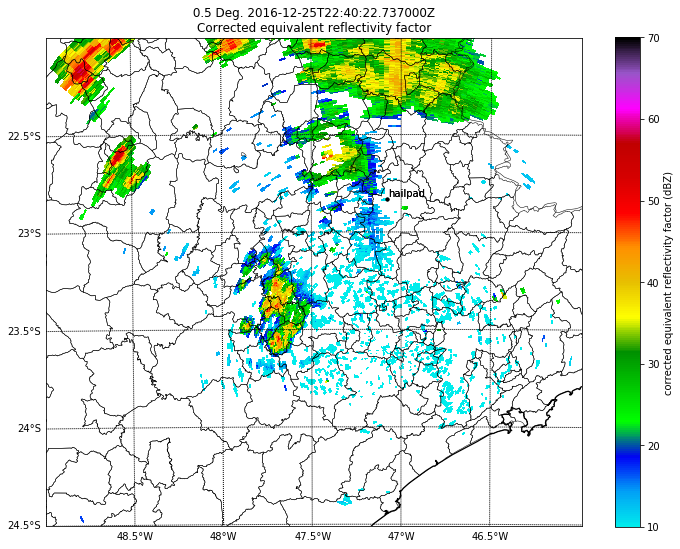 0.5 Deg. 2016-12-25T22:40:22.737000Z
Corrected equivalent reflectivity factor
70
60
50
40
30
20
10
corrected equivalent reflectivity factor (dBZ)
22.5°S
hailpad
23°S
23.5°S
24°S
24.5°S
48.5°W
48°W
47.5°W
47°W
46.5°W